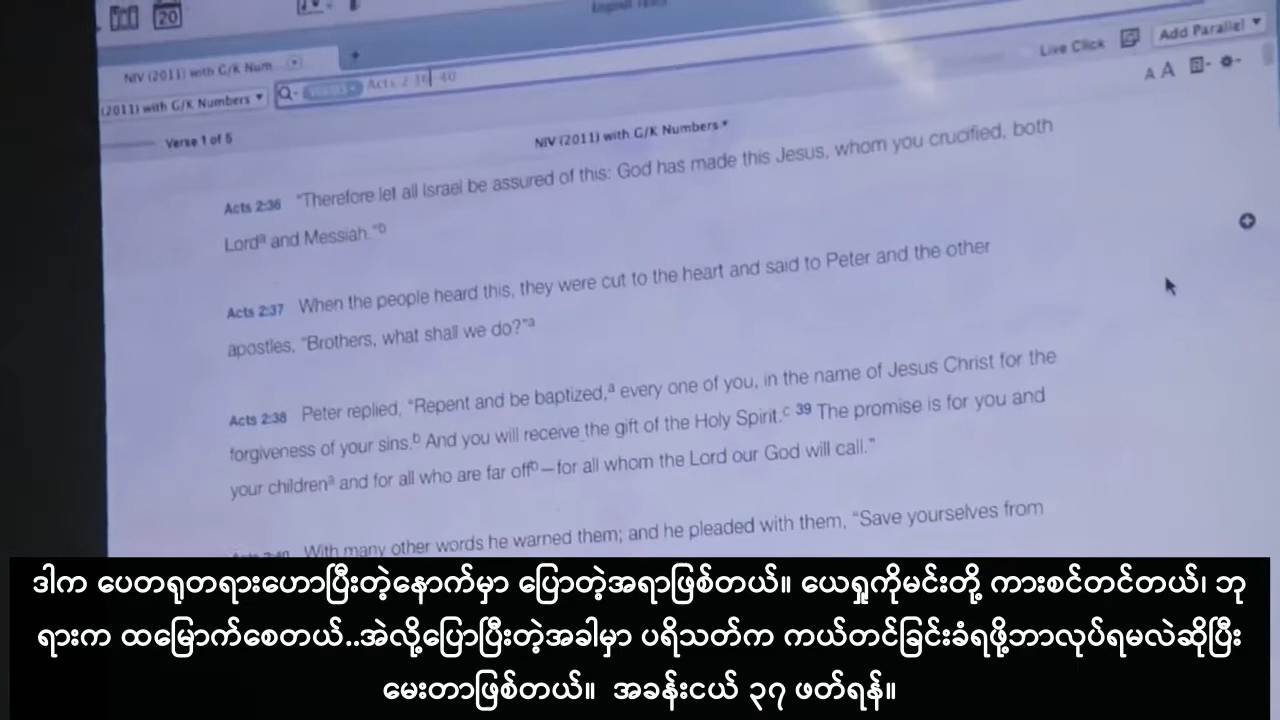 20
NIV (2011) with G/K Num
(2011) with G/K Numbers
Acts 2 36-40
Live Click
Add Parallel
A A
Verse 1 of 5
NIV (2011) with G/K Numbers
Acts 2:36 "Therefore let all Israel be assured of this: God has made this Jesus, whom you crucified, both
Lordᵃ and Messiah."ᵇ
Acts 2:37 When the people heard this, they were cut to the heart and said to Peter and the other
apostles, "Brothers, what shall we do?"ᵃ
Acts 2:38 Peter replied, "Repent and be baptized,ᵃ every one of you, in the name of Jesus Christ for the
forgiveness of your sins.ᵇ And you will receive the gift of the Holy Spirit.ᶜ 39 The promise is for you and
your childrenᵃ and for all who are far offᵇ—for all whom the Lord our God will call."
With many other words he warned them; and he pleaded with them, "Save yourselves from
ဒါက ပေတရုတရားဟောပြီးတဲ့နောက်မှာ ပြောတဲ့အရာဖြစ်တယ်။ ယေရှုကိုမင်းတို့ ကားစင်တင်တယ်၊ ဘု
ရားက ထမြောက်စေတယ်..အဲလို့ပြောပြီးတဲ့အခါမှာ ပရိသတ်က ကယ်တင်ခြင်းခံရဖို့ဘာလုပ်ရမလဲဆိုပြီး
မေးတာဖြစ်တယ်။ အခန်းငယ် ၃၇ ဖတ်ရန်။